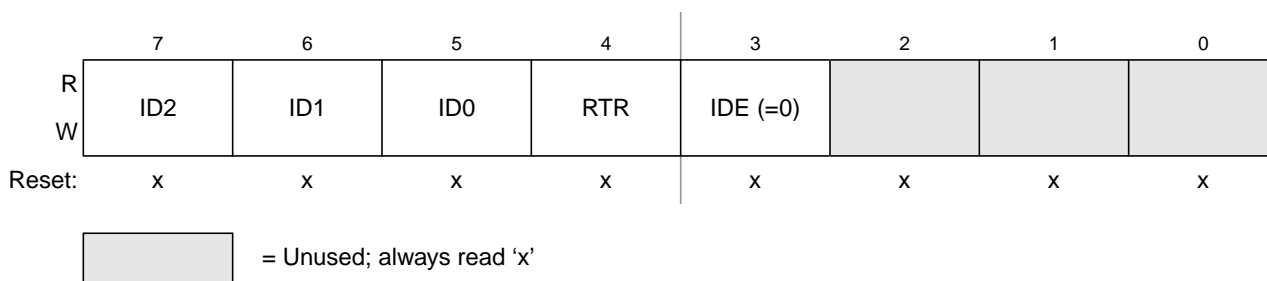 7 6 5 4 3 2 1 0
R
ID2 ID1 ID0 RTR IDE (=0)
W
Reset: x x x x x x x x
= Unused; always read ‘x’